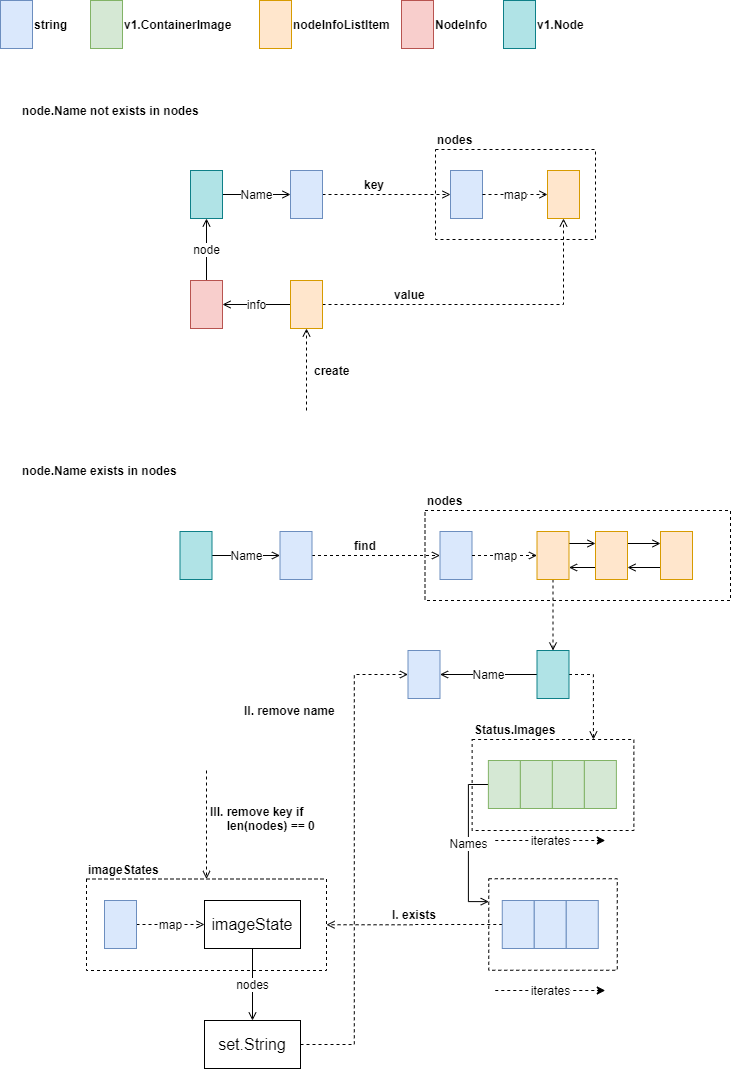 string
v1.ContainerImage
nodeInfoListItem
NodeInfo
v1.Node
node.Name not exists in nodes
nodes
Name
key
map
node
info
value
create
node.Name exists in nodes
nodes
Name
find
map
Name
II. remove name
Status.Images
III. remove key if
len(nodes) == 0
Names
iterates
imageStates
map
imageState
I. exists
nodes
iterates
set.String